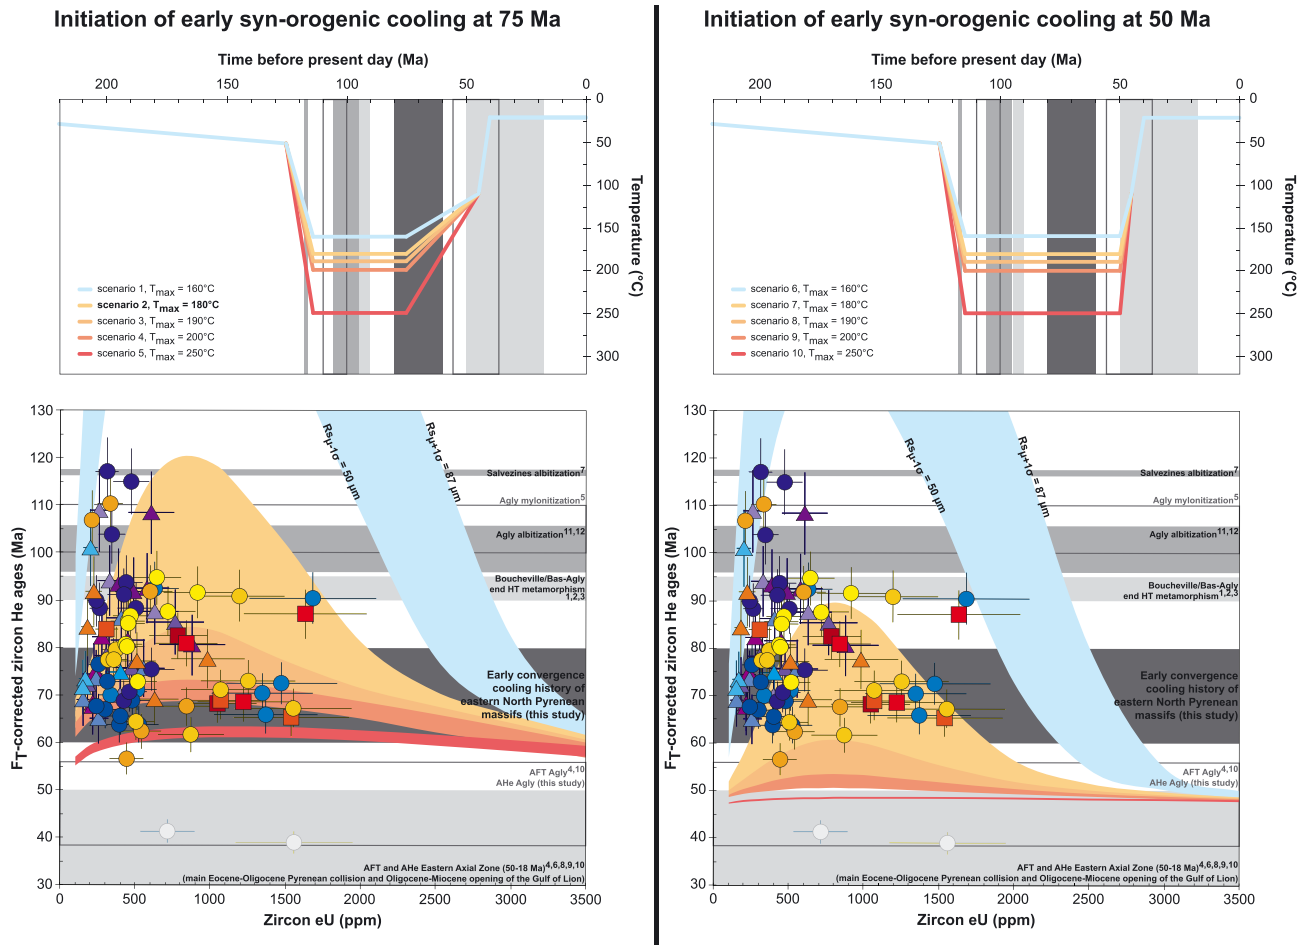 Initiation of early syn-orogenic cooling at 75 Ma
Time before present day (Ma)
200 150 100 50 0
0
50
100
150
200
250
300
Temperature (°C)
scenario 1, Tmax = 160°C
scenario 2, Tmax = 180°C
scenario 3, Tmax = 190°C
scenario 4, Tmax = 200°C
scenario 5, Tmax = 250°C
130
120
110
100
90
80
70
60
50
40
30
FT-corrected zircon He ages (Ma)
Rsμ-1σ = 50 μm
Rsμ+1σ = 87 μm
Salvezines albitization7
Agly mylonitization5
Agly albitization11,12
Boucheville/Bas-Agly
end HT metamorphism
1,2,3
Early convergence
cooling history of
eastern North Pyrenean
massifs (this study)
AFT Agly4,10
AHe Agly (this study)
AFT and AHe Eastern Axial Zone (50-18 Ma)4,6,8,9,10
(main Eocene-Oligocene Pyrenean collision and Oligocene-Miocene opening of the Gulf of Lion)
0 500 1000 1500 2000 2500 3000 3500
Zircon eU (ppm)
Initiation of early syn-orogenic cooling at 50 Ma
Time before present day (Ma)
200 150 100 50 0
0
50
100
150
200
250
300
Temperature (°C)
scenario 6, Tmax = 160°C
scenario 7, Tmax = 180°C
scenario 8, Tmax = 190°C
scenario 9, Tmax = 200°C
scenario 10, Tmax = 250°C
130
120
110
100
90
80
70
60
50
40
30
FT-corrected zircon He ages (Ma)
Rsμ-1σ = 50 μm
Rsμ+1σ = 87 μm
Salvezines albitization7
Agly mylonitization5
Agly albitization11,12
Boucheville/Bas-Agly
end HT metamorphism1,2,3
Early convergence
cooling history of
eastern North Pyrenean
massifs (this study)
AFT Agly4,10
AHe Agly (this study)
AFT and AHe Eastern Axial Zone (50-18 Ma)4,6,8,9,10
(main Eocene-Oligocene Pyrenean collision and Oligocene-Miocene opening of the Gulf of Lion)
0 500 1000 1500 2000 2500 3000 3500
Zircon eU (ppm)